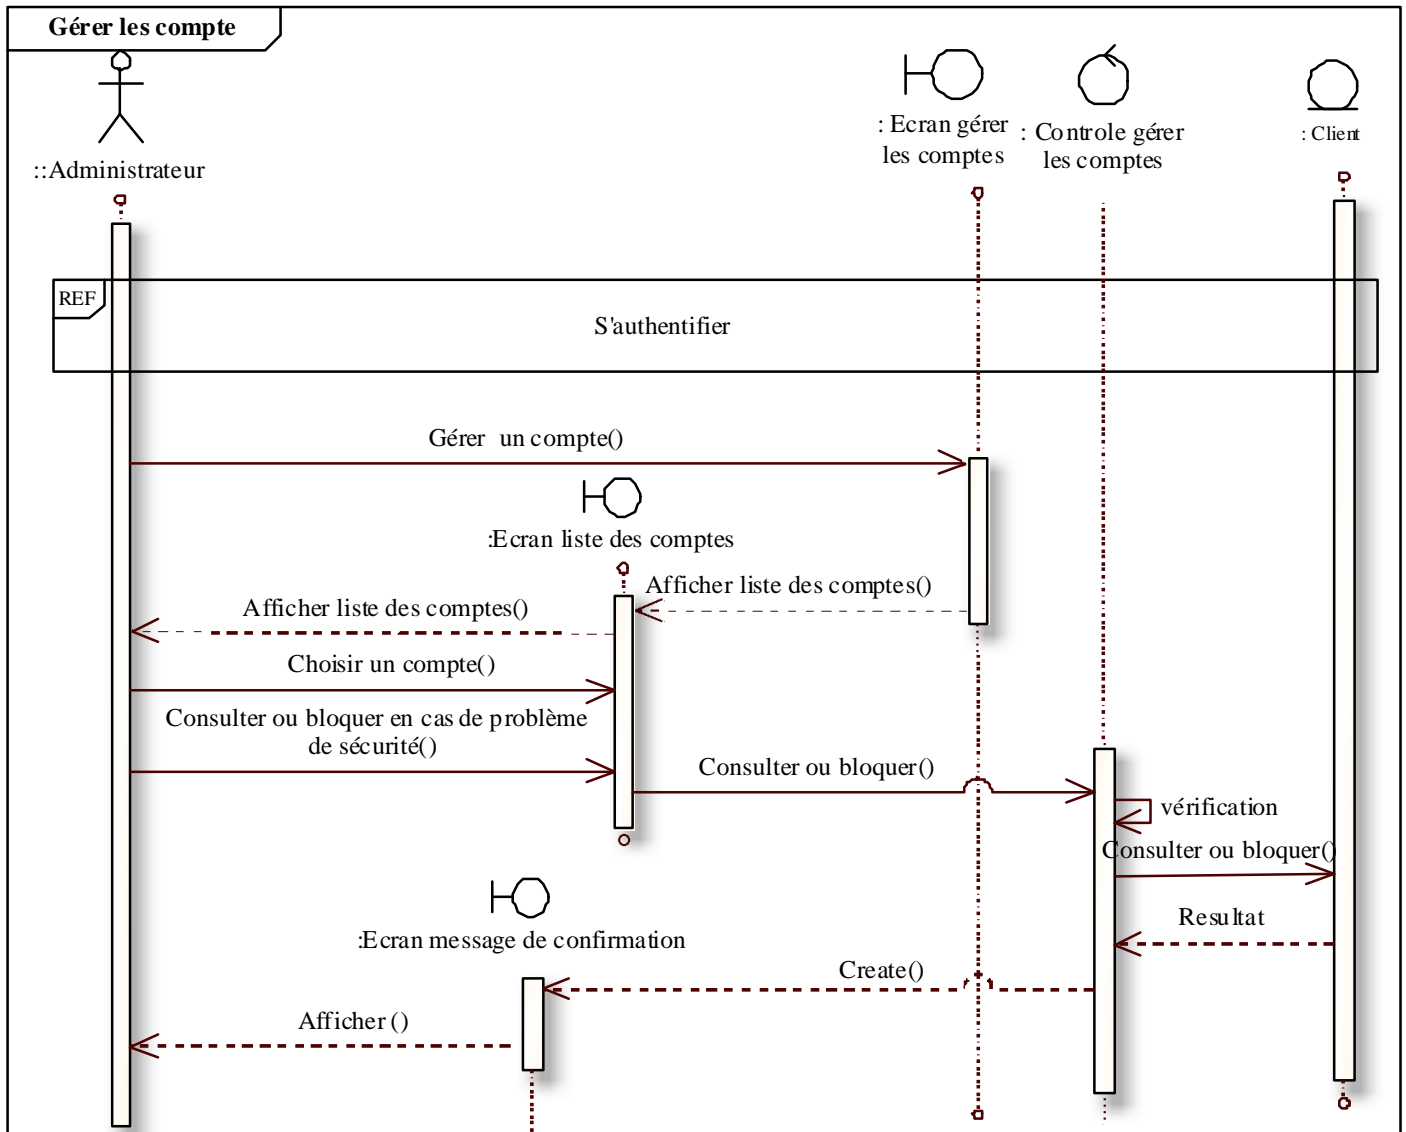 Gérer les compte
::Administrateur
: Ecran gérer
les comptes
: Controle gérer
les comptes
: Client
REF
S'authentifier
Gérer un compte()
:Ecran liste des comptes
Afficher liste des comptes()
Afficher liste des comptes()
Choisir un compte()
Consulter ou bloquer en cas de problème
de sécurité()
Consulter ou bloquer()
vérification
Consulter ou bloquer()
Resultat
:Ecran message de confirmation
Create()
Afficher ()